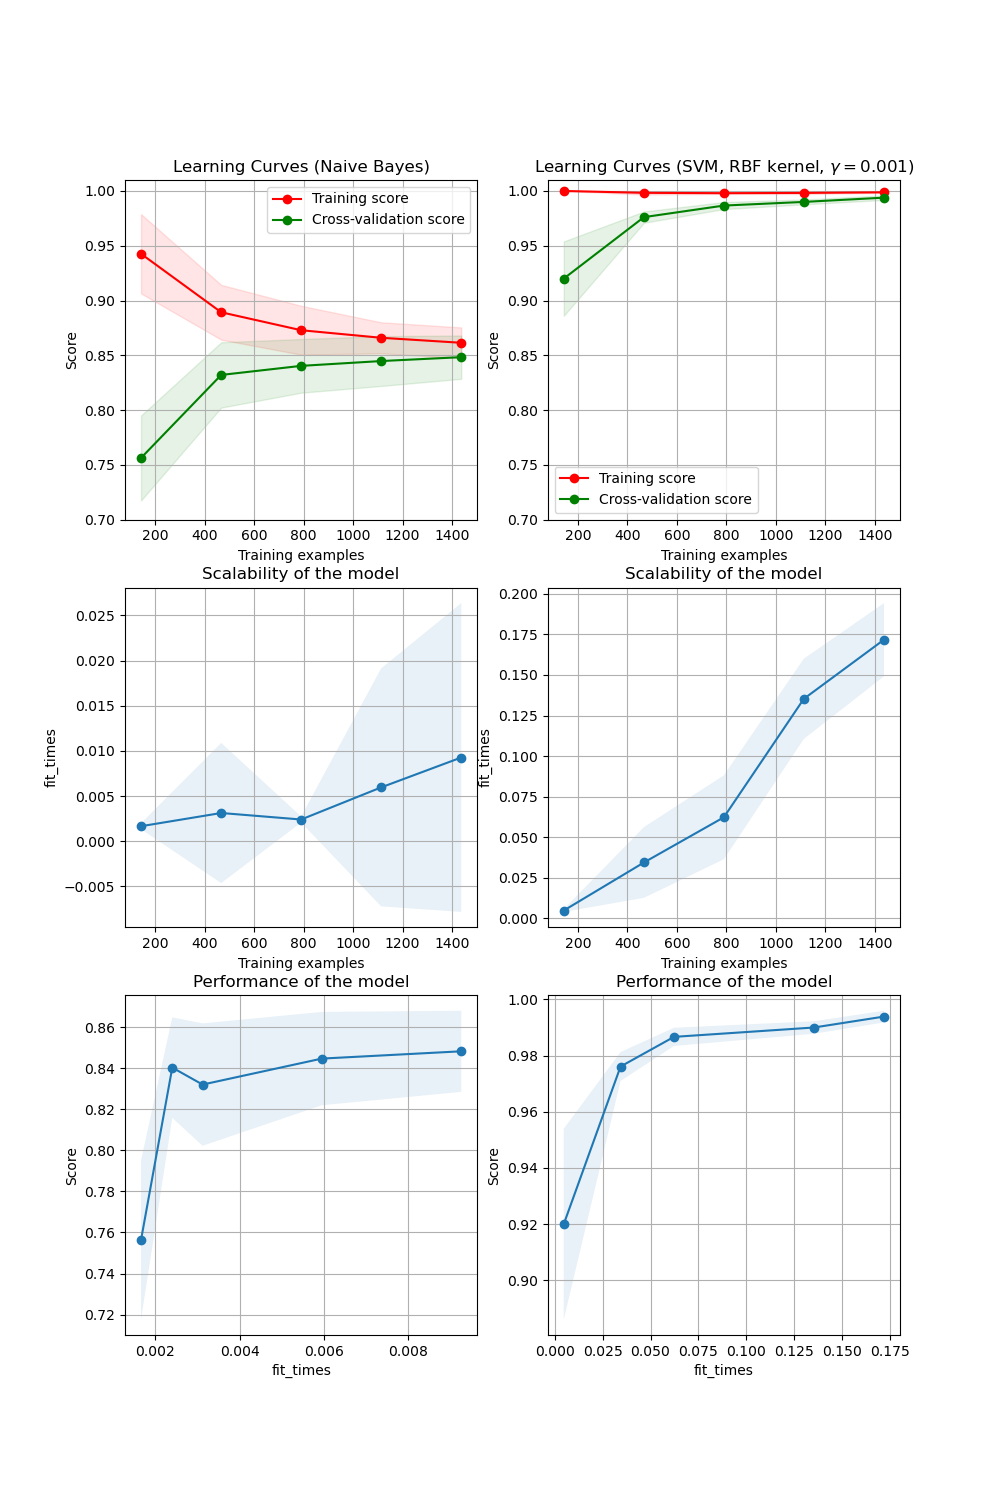 Learning Curves (Naive Bayes)
Score
1.00
0.95
0.90
0.85
0.80
0.75
0.70
200 400 600 800 1000 1200 1400
Training examples
Training score
Cross-validation score
Learning Curves (SVM, RBF kernel, γ = 0.001)
Score
1.00
0.95
0.90
0.85
0.80
0.75
0.70
200 400 600 800 1000 1200 1400
Training examples
Training score
Cross-validation score
Scalability of the model
fit_times
0.025
0.020
0.015
0.010
0.005
0.000
−0.005
200 400 600 800 1000 1200 1400
Training examples
Scalability of the model
fit_times
0.200
0.175
0.150
0.125
0.100
0.075
0.050
0.025
0.000
200 400 600 800 1000 1200 1400
Training examples
Performance of the model
Score
0.86
0.84
0.82
0.80
0.78
0.76
0.74
0.72
0.002 0.004 0.006 0.008
fit_times
Performance of the model
Score
1.00
0.98
0.96
0.94
0.92
0.90
0.000 0.025 0.050 0.075 0.100 0.125 0.150 0.175
fit_times